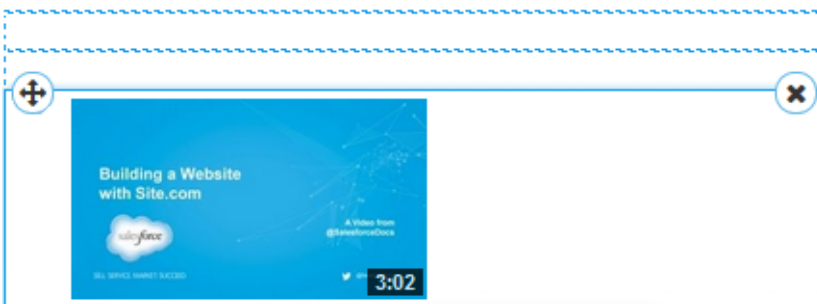 Building a Website
with Site.com
salesforce
A Video from
@SalesforceDocs
SELL SERVICE MARKET SUCCEED
3:02